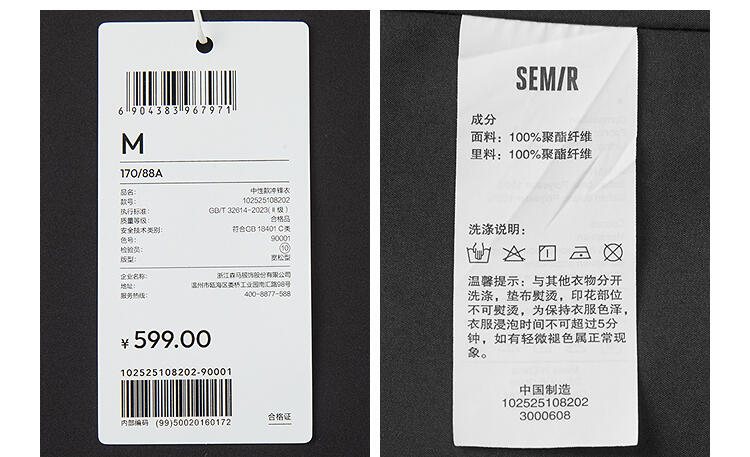 6 904383 967971
M
170/88A
品名: 中性款冲锋衣
款号: 102525108202
执行标准: GB/T 32614-2023(Ⅱ级)
质量等级: 合格品
安全技术类别: 符合GB 18401 C类
色号: 90001
检验员: 10
版型: 宽松型
企业名称: 浙江森马服饰股份有限公司
地址: 温州市瓯海区娄桥工业园南汇路98号
服务热线: 400-8877-588
¥ 599.00
102525108202-90001
内部编码 (99)50020160172
合格证
SEMIR
成分
面料: 100%聚酯纤维
里料: 100%聚酯纤维
洗涤说明:
温馨提示: 与其他衣物分开
洗涤, 垫布熨烫, 印花部位
不可熨烫, 为保持衣服色泽,
衣服浸泡时间不可超过5分
钟, 如有轻微褪色属正常现
象。
中国制造
102525108202
3000608